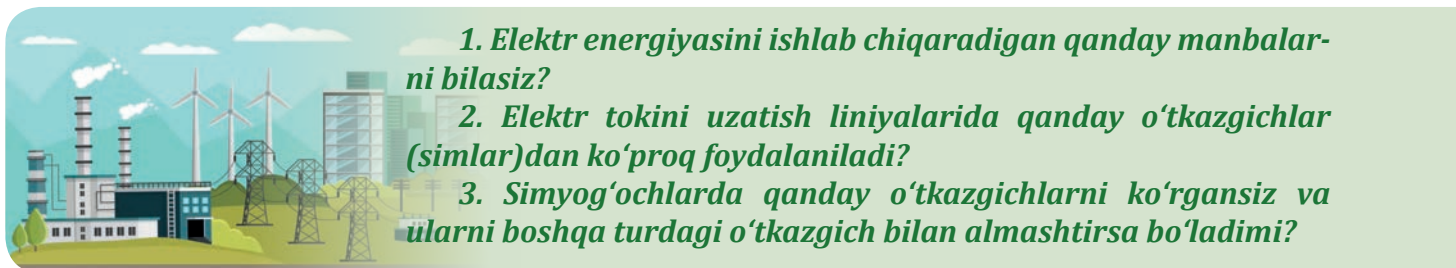 1. Elektr energiyasini ishlab chiqaradigan qanday manbalar-
ni bilasiz?
2. Elektr tokini uzatish liniyalarida qanday o‘tkazgichlar
(simlar)dan ko‘proq foydalaniladi?
3. Simyog‘ochlarda qanday o‘tkazgichlarni ko‘rgansiz va
ularni boshqa turdagi o‘tkazgich bilan almashtirsa bo‘ladimi?